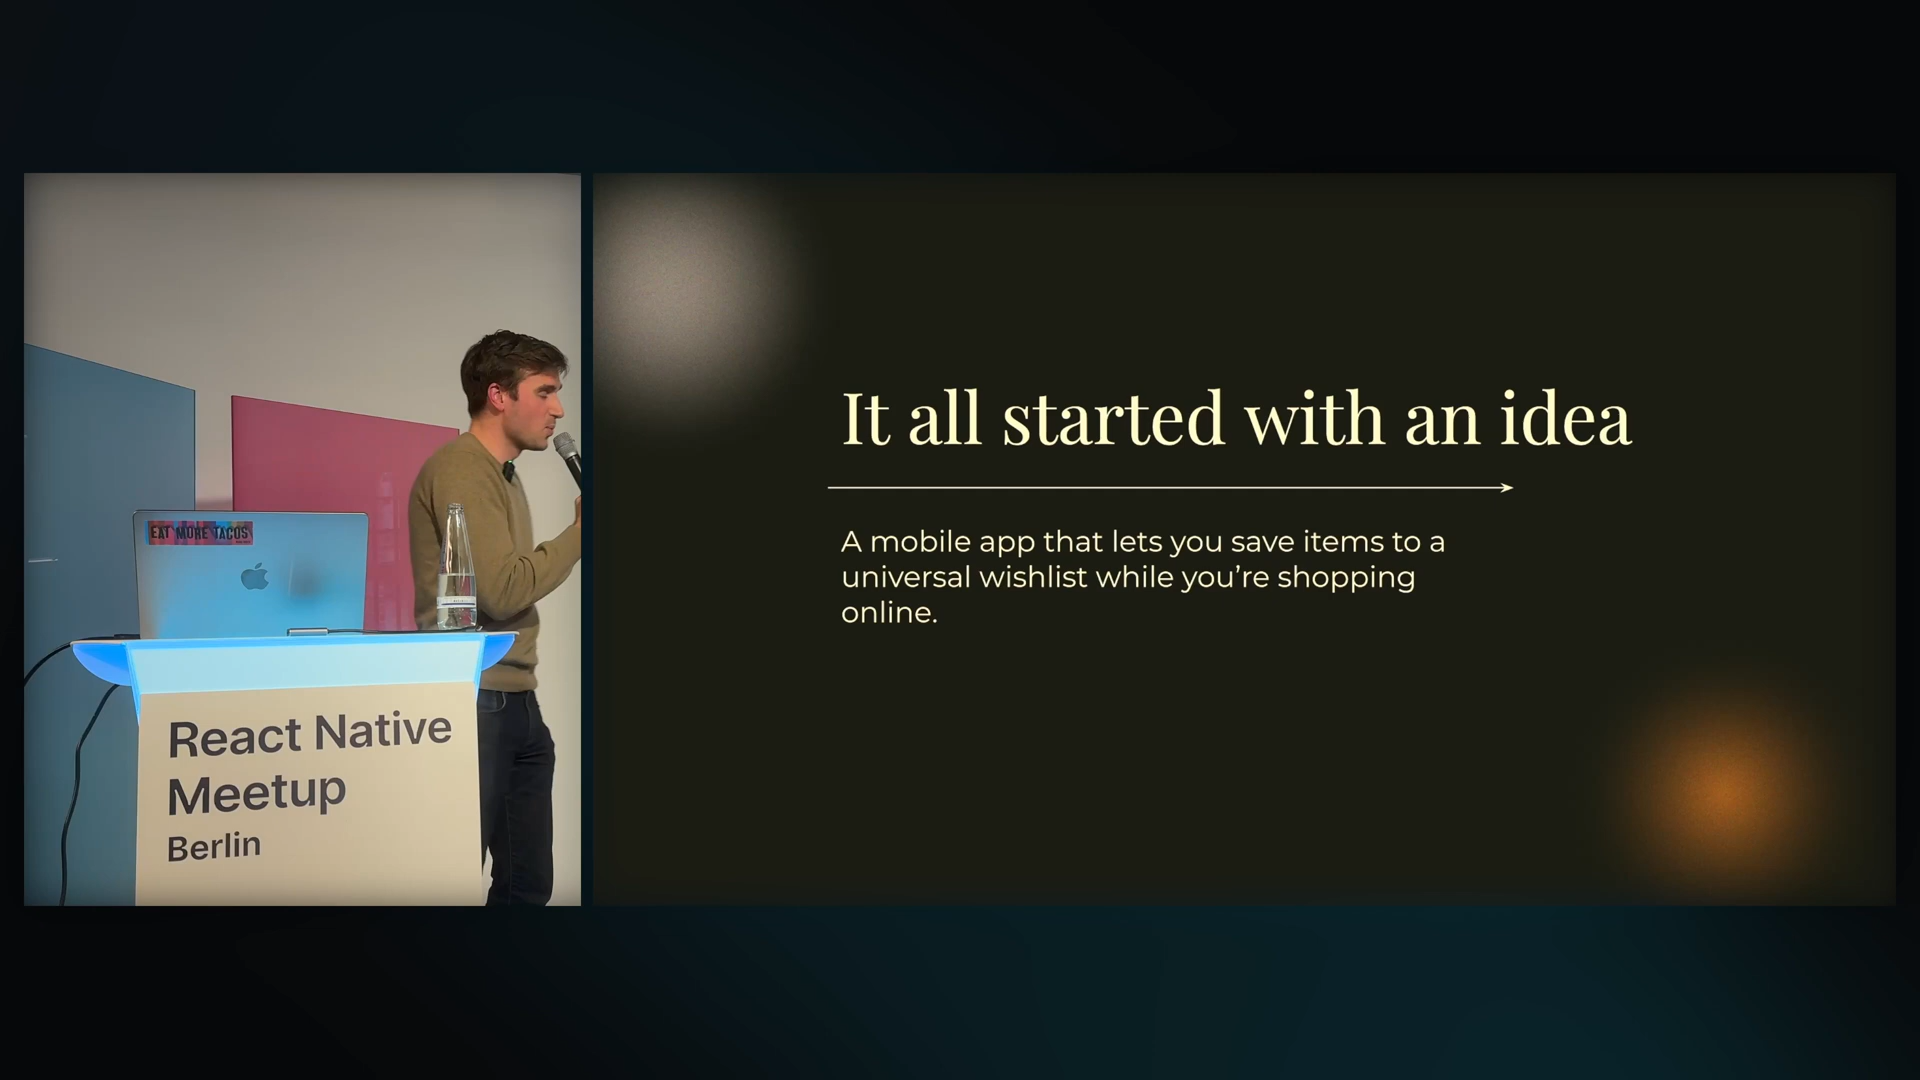 EAT MORE TACOS
React Native
Meetup
Berlin
It all started with an idea
A mobile app that lets you save items to a
universal wishlist while you’re shopping
online.